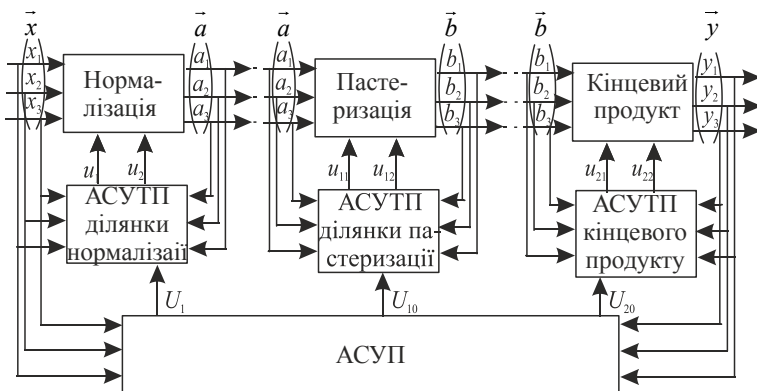 x⃗ a⃗ a⃗ b⃗ b⃗ y⃗
x₁ a₁ a₁ b₁ b₁ y₁
x₂ a₂ a₂ b₂ b₂ y₂
x₃ a₃ a₃ b₃ b₃ y₃
Норма-
лізація
Пасте-
ризація
Кінцевий
продукт
u₁ u₂ u₁₁ u₁₂ u₂₁ u₂₂
АСУТП
ділянки
нормалізаії
АСУТП
ділянки па-
стеризації
АСУТП
кінцевого
продукту
U₁ U₁₀ U₂₀
АСУП